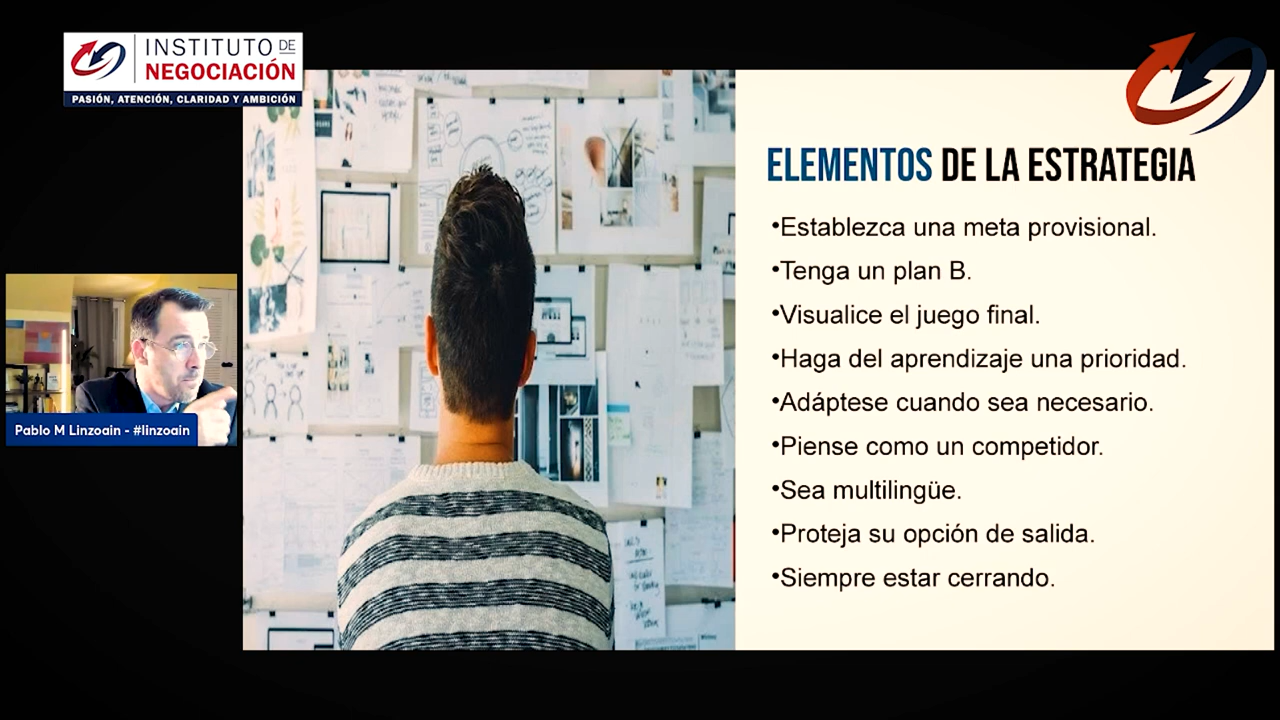 INSTITUTO DE
NEGOCIACIÓN
PASIÓN, ATENCIÓN, CLARIDAD Y AMBICIÓN
Pablo M Linzoain - #linzoain
ELEMENTOS DE LA ESTRATEGIA
•Establezca una meta provisional.
•Tenga un plan B.
•Visualice el juego final.
•Haga del aprendizaje una prioridad.
•Adáptese cuando sea necesario.
•Piense como un competidor.
•Sea multilingüe.
•Proteja su opción de salida.
•Siempre estar cerrando.